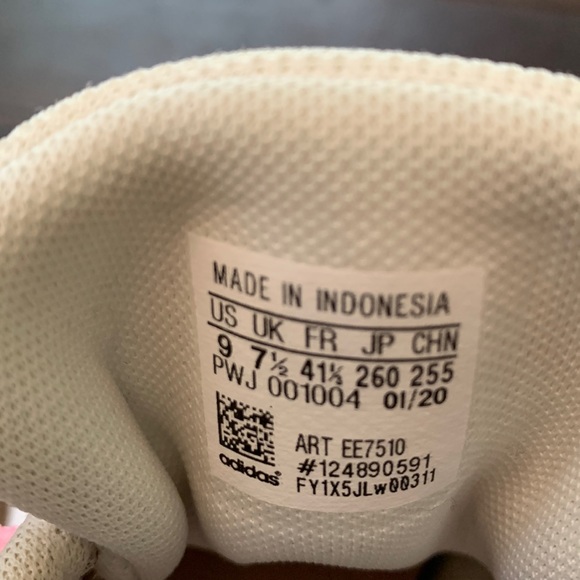 MADE IN INDONESIA
US UK FR JP CHN
9 7½ 41⅓ 260 255
PWJ 001004 01/20
ART EE7510
#124890591
adidas
FY1X5JLw00311